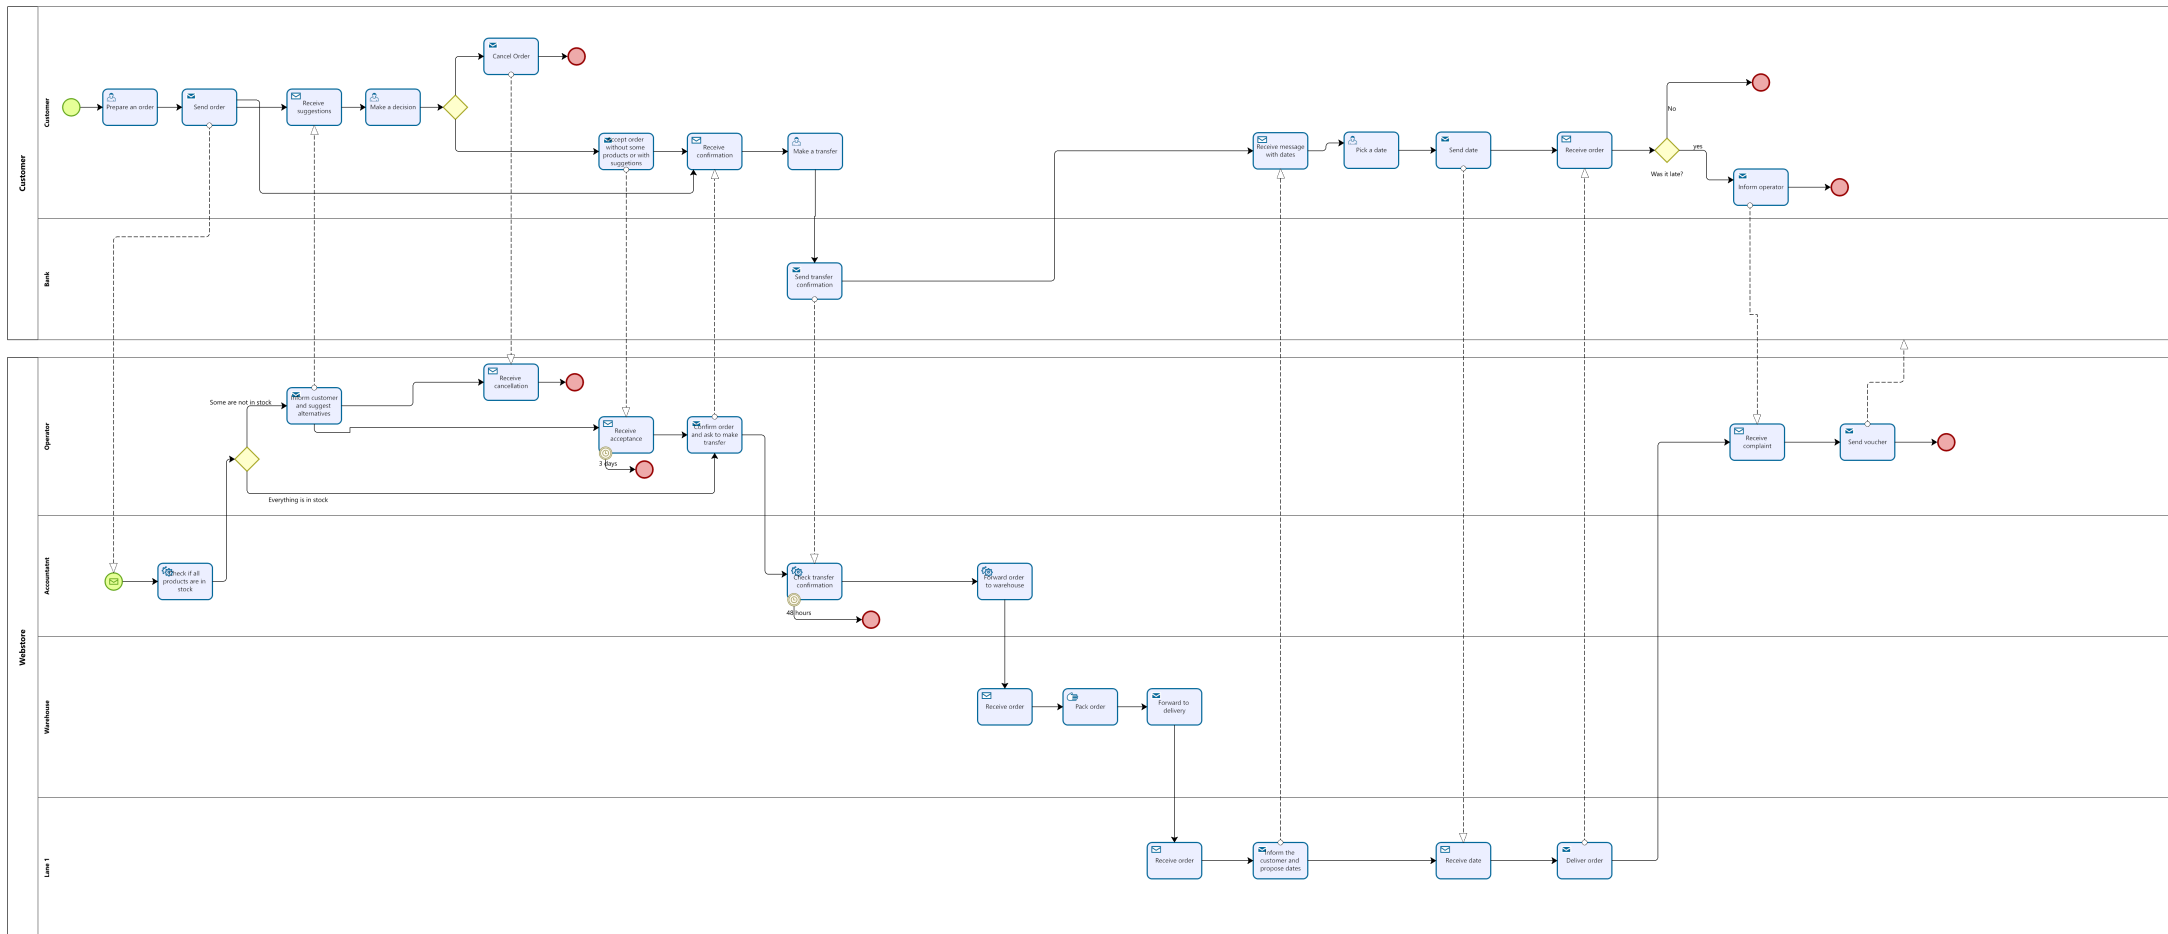 Customer
Customer
Prepare an order
Send order
Receive
suggestions
Make a decision
Cancel Order
Accept order
without some
products or with
suggetions
Receive
confirmation
Make a transfer
Receive message
with dates
Pick a date
Send date
Receive order
No
yes
Was it late?
Inform operator
Bank
Send transfer
confirmation
Webstore
Operator
Some are not in stock
Inform customer
and suggest
alternatives
Receive
cancellation
Receive
acceptance
3 days
Confirm order
and ask to make
transfer
Everything is in stock
Receive
complaint
Send voucher
Accountatnt
Check if all
products are in
stock
Check transfer
confirmation
48 hours
Forward order
to warehouse
Warehouse
Receive order
Pack order
Forward to
delivery
Lane 1
Receive order
Inform the
customer and
propose dates
Receive date
Deliver order